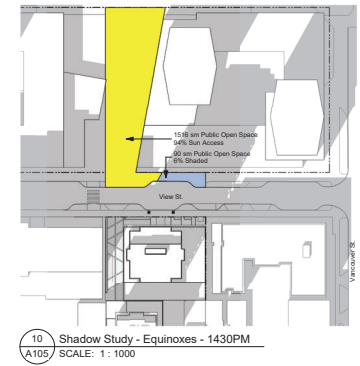 1516 sm Public Open Space
94% Sun Access
90 sm Public Open Space
6% Shaded
View St.
Vancouver St.
10
A105
Shadow Study - Equinoxes - 1430PM
SCALE: 1 : 1000